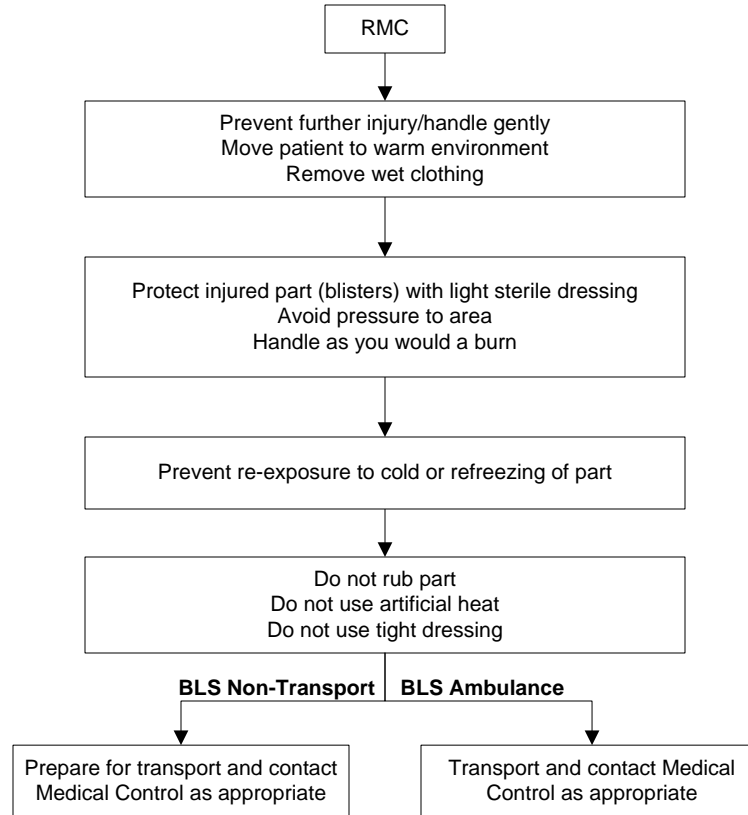 RMC
Prevent further injury/handle gently
Move patient to warm environment
Remove wet clothing
Protect injured part (blisters) with light sterile dressing
Avoid pressure to area
Handle as you would a burn
Prevent re-exposure to cold or refreezing of part
Do not rub part
Do not use artificial heat
Do not use tight dressing
BLS Non-Transport
BLS Ambulance
Prepare for transport and contact
Medical Control as appropriate
Transport and contact Medical
Control as appropriate